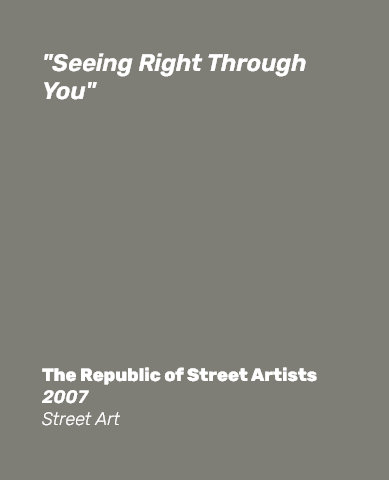 "Seeing Right Through
You"
The Republic of Street Artists
2007
Street Art